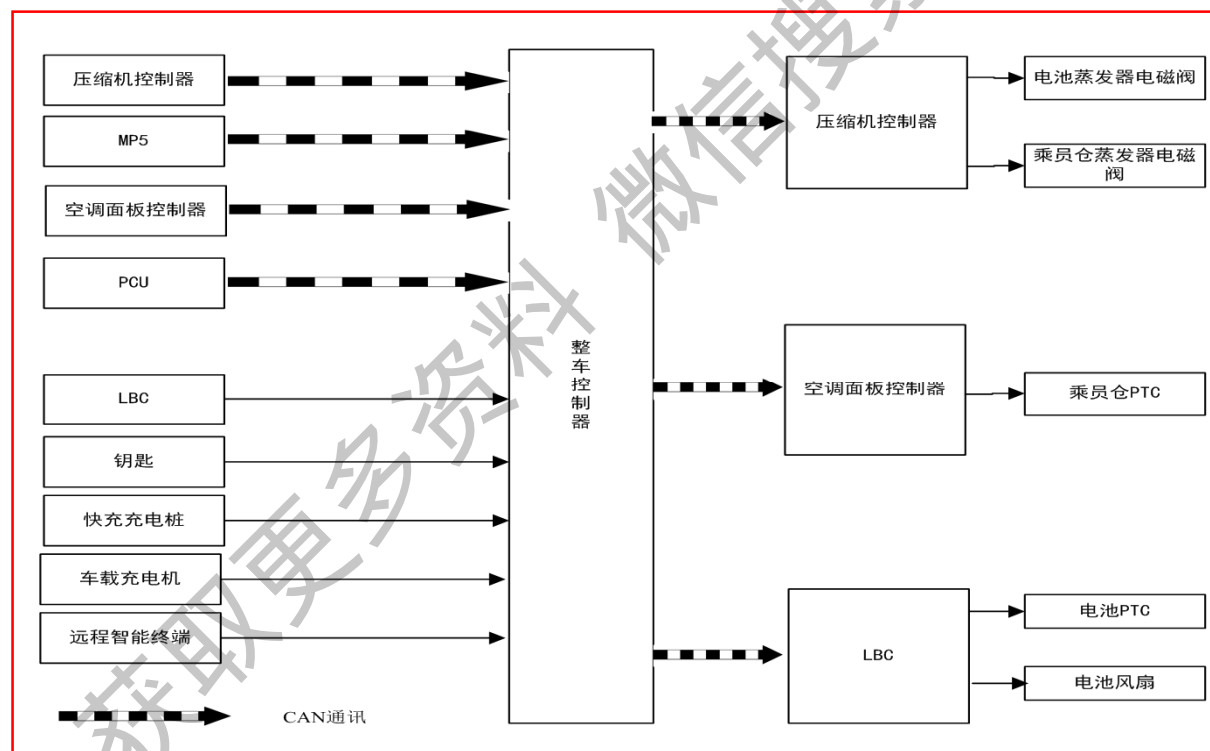 压缩机控制器
MP5
空调面板控制器
PCU
LBC
钥匙
快充充电桩
车载充电机
远程智能终端
CAN通讯
整
车
控
制
器
压缩机控制器
空调面板控制器
LBC
电池蒸发器电磁阀
乘员仓蒸发器电磁
阀
乘员仓PTC
电池PTC
电池风扇
获取更多资料 微信搜